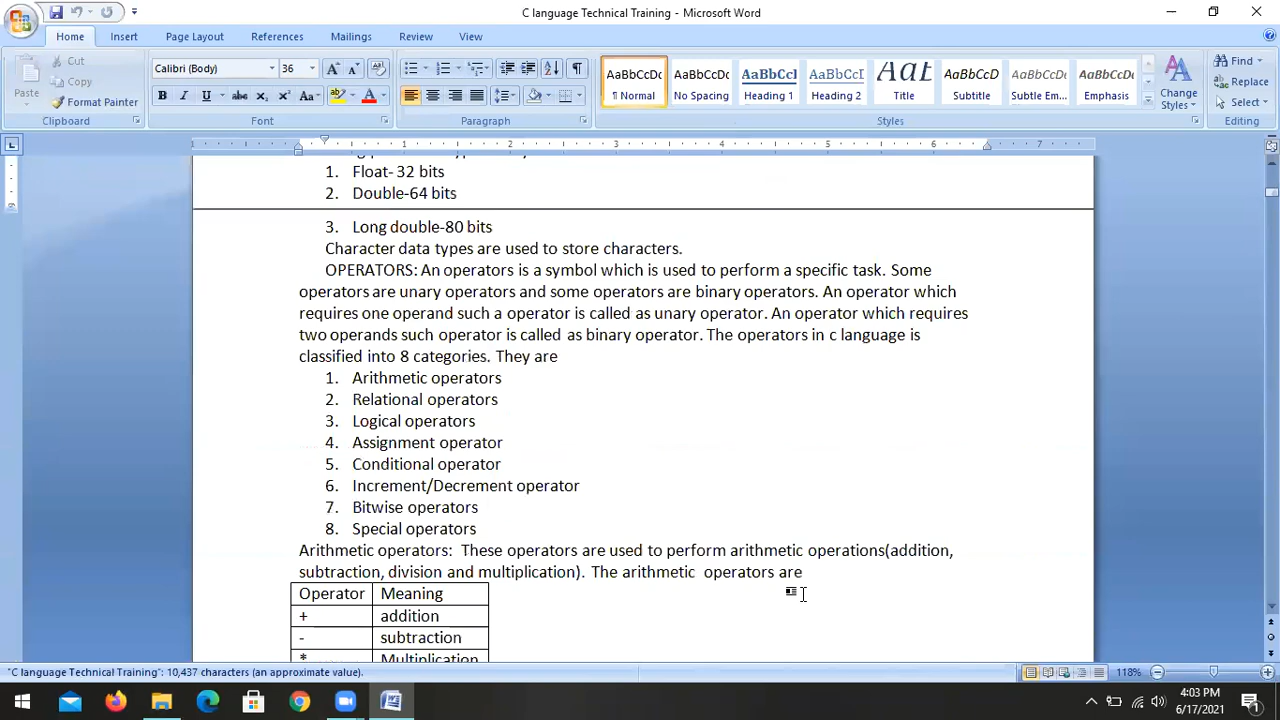 C language Technical Training - Microsoft Word
Home Insert Page Layout References Mailings Review View
Cut
Copy
Paste
Format Painter
Calibri (Body) 36
AaBbCcDc AaBbCcDc AaBbCcI AaBbCcI AaBbCcD AaBbCcD AaBbCcD
¶ Normal No Spacing Heading 1 Heading 2 Title Subtitle Subtle Em... Emphasis
Change Styles
Find
Replace
Select
Clipboard Font Paragraph Styles Editing
1 2 3 4 5 6 7
1. Float- 32 bits
2. Double-64 bits
3. Long double-80 bits
Character data types are used to store characters.
OPERATORS: An operators is a symbol which is used to perform a specific task. Some
operators are unary operators and some operators are binary operators. An operator which
requires one operand such a operator is called as unary operator. An operator which requires
two operands such operator is called as binary operator. The operators in c language is
classified into 8 categories. They are
1. Arithmetic operators
2. Relational operators
3. Logical operators
4. Assignment operator
5. Conditional operator
6. Increment/Decrement operator
7. Bitwise operators
8. Special operators
Arithmetic operators: These operators are used to perform arithmetic operations(addition,
subtraction, division and multiplication). The arithmetic operators are
Operator Meaning
+ addition
- subtraction
* Multiplication
"C language Technical Training": 10,437 characters (an approximate value).
118%
4:03 PM
6/17/2021